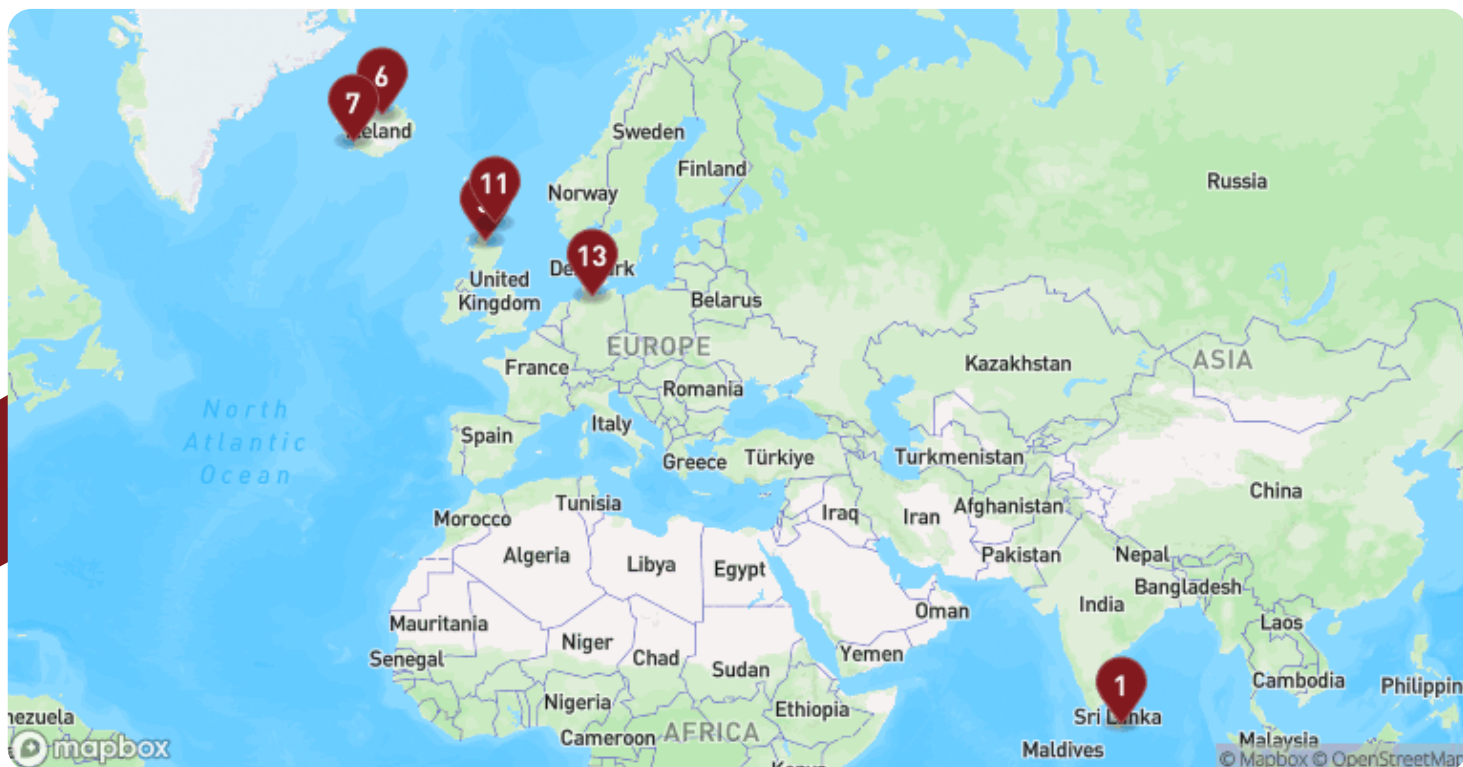 6
7
Iceland
Sweden
Finland
Russia
11
Norway
13
Denmark
United
Kingdom
Belarus
EUROPE
ASIA
France
Kazakhstan
Romania
North
Atlantic
Ocean
Italy
Spain
Greece
Türkiye
Turkmenistan
China
Tunisia
Morocco
Iraq
Iran
Afghanistan
Algeria
Libya
Egypt
Pakistan
Nepal
Bangladesh
India
Oman
Mauritania
Laos
Niger
Chad
Senegal
Sudan
Yemen
1
Cambodia
Philippin
Nigeria
Ethiopia
Sri Lanka
nezuela
Cameroon
AFRICA
Maldives
Malaysia
mapbox
© Mapbox © OpenStreetMap